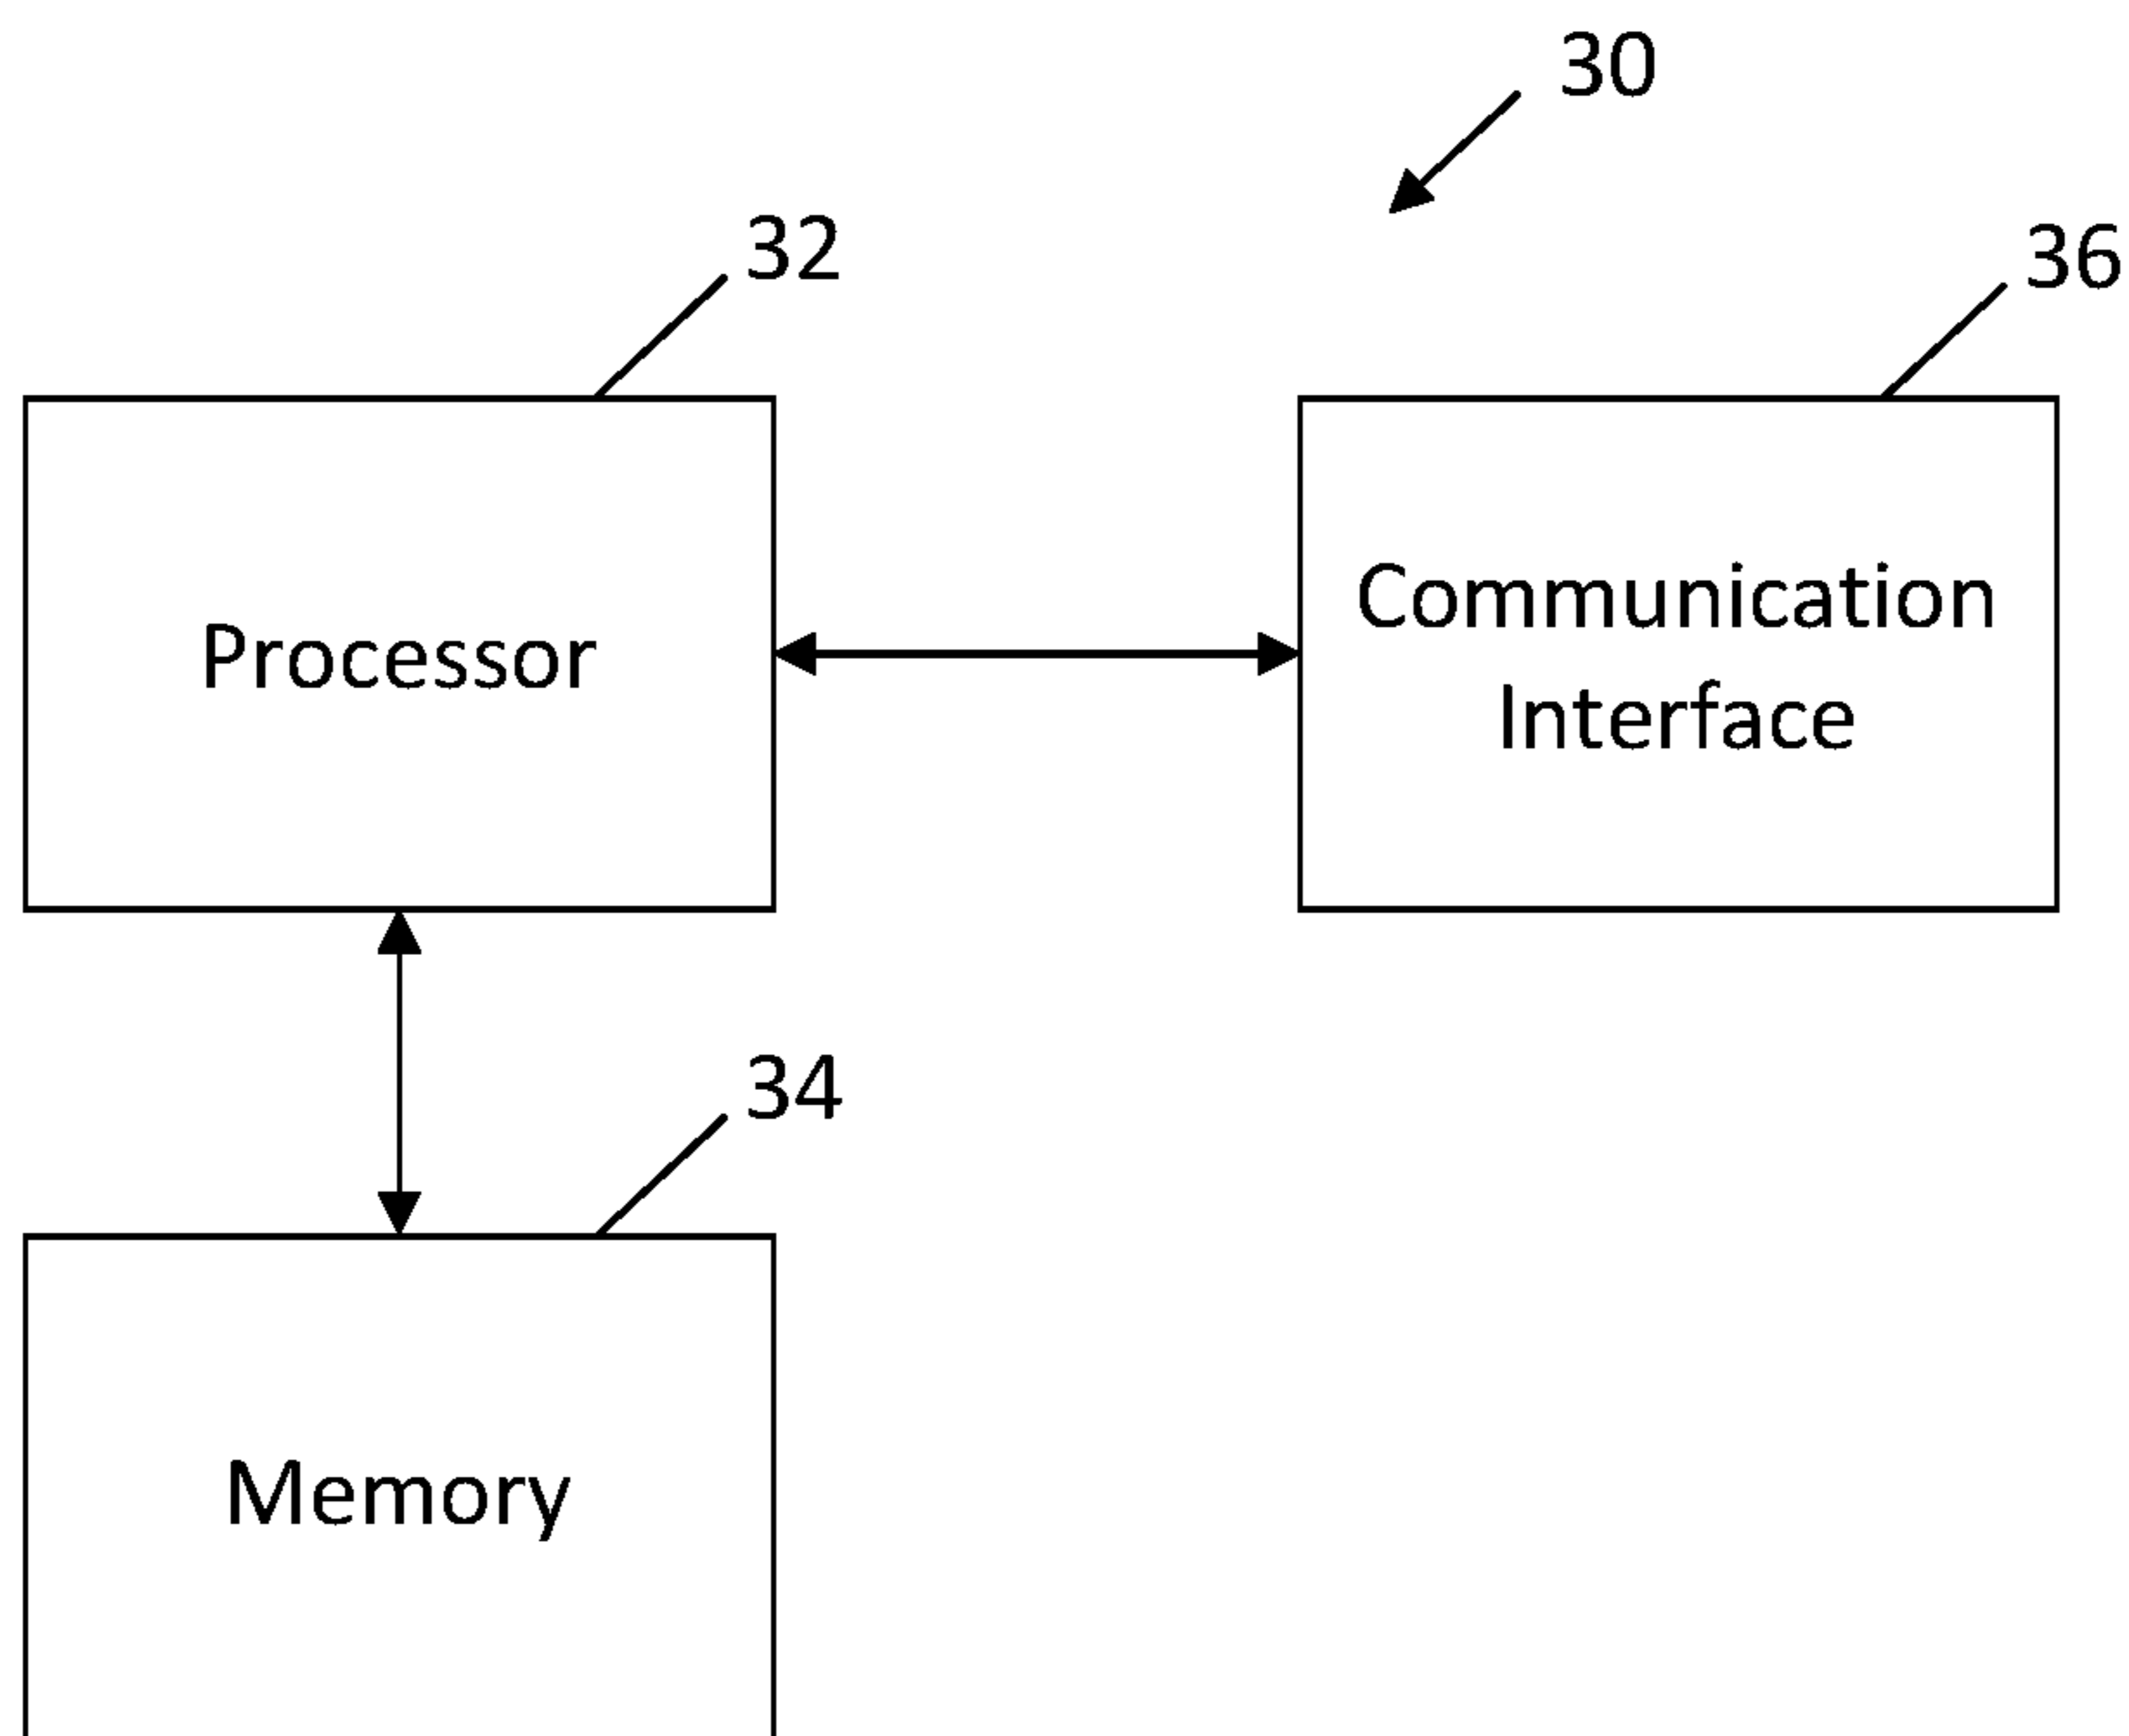 30
32
36
Processor
Communication
Interface
34
Memory